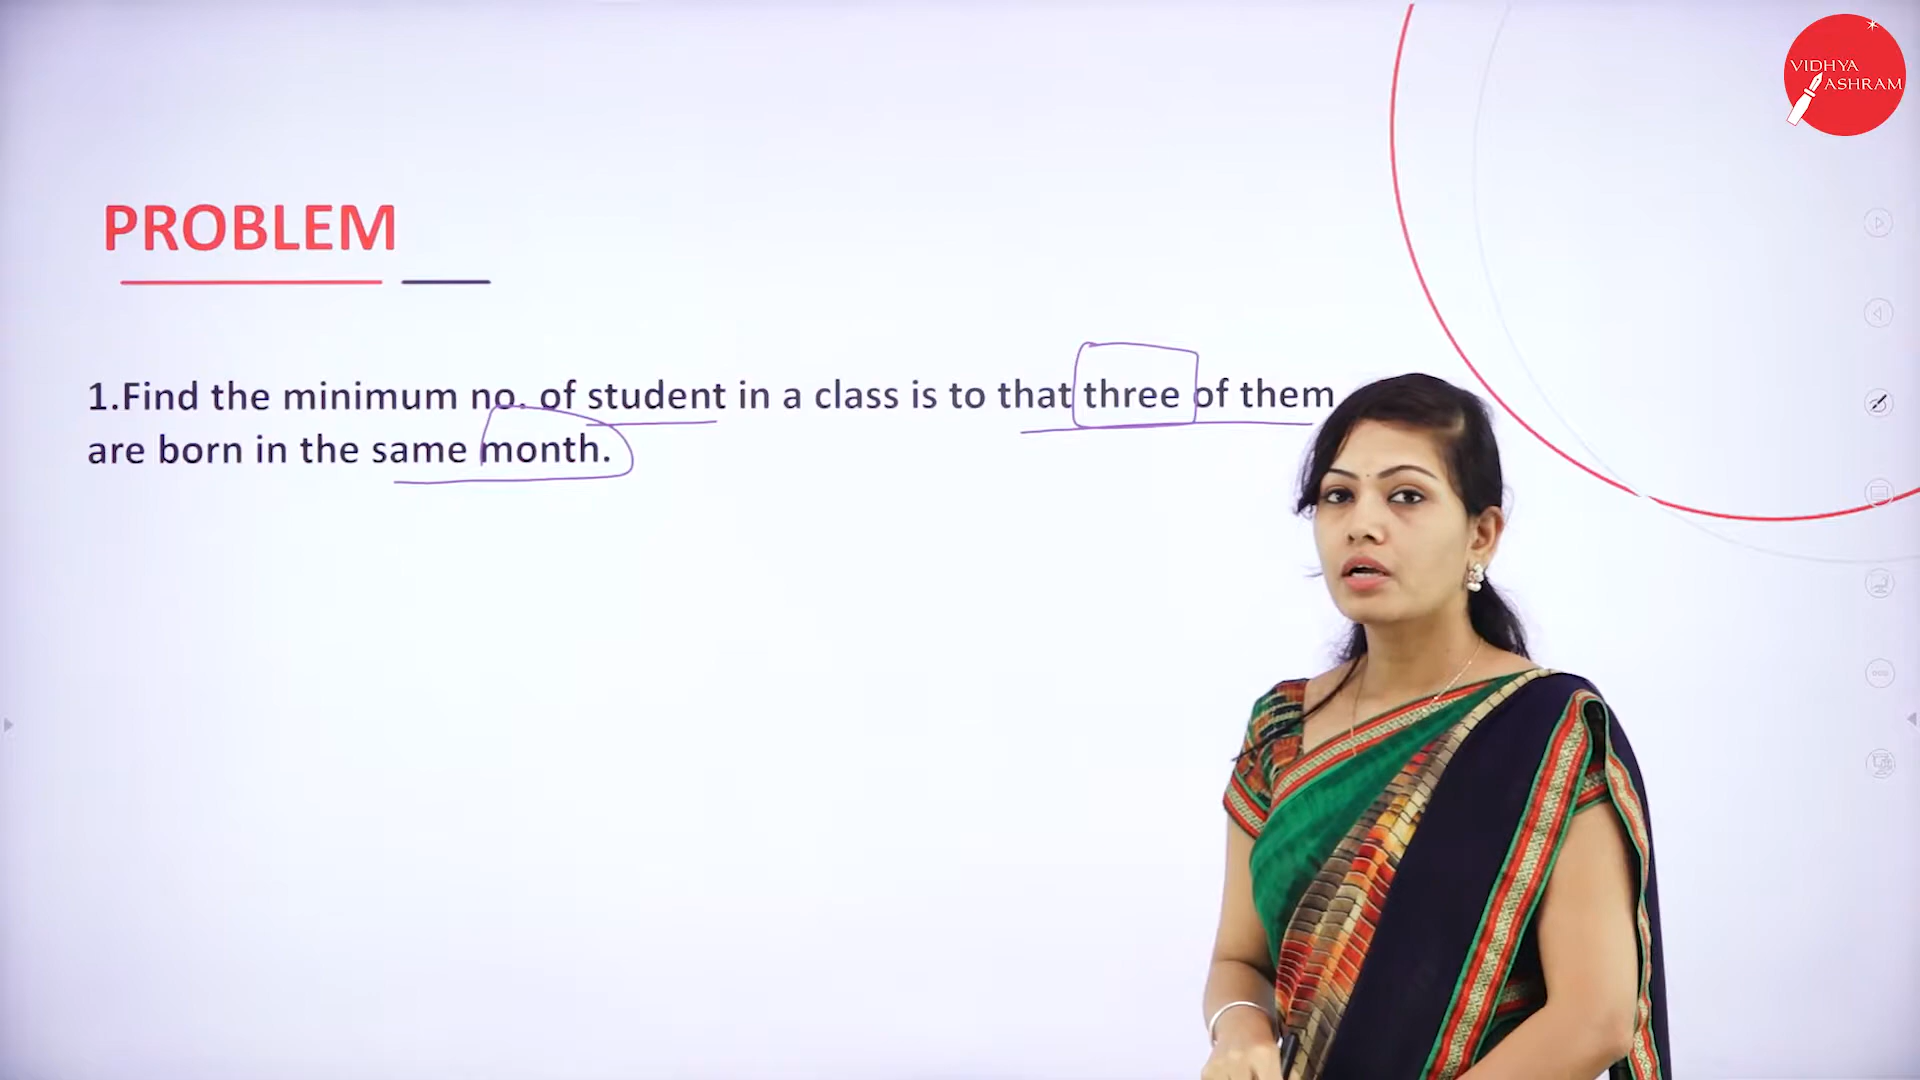 VIDHYA
ASHRAM
PROBLEM
1.Find the minimum no. of student in a class is to that three of them
are born in the same month.